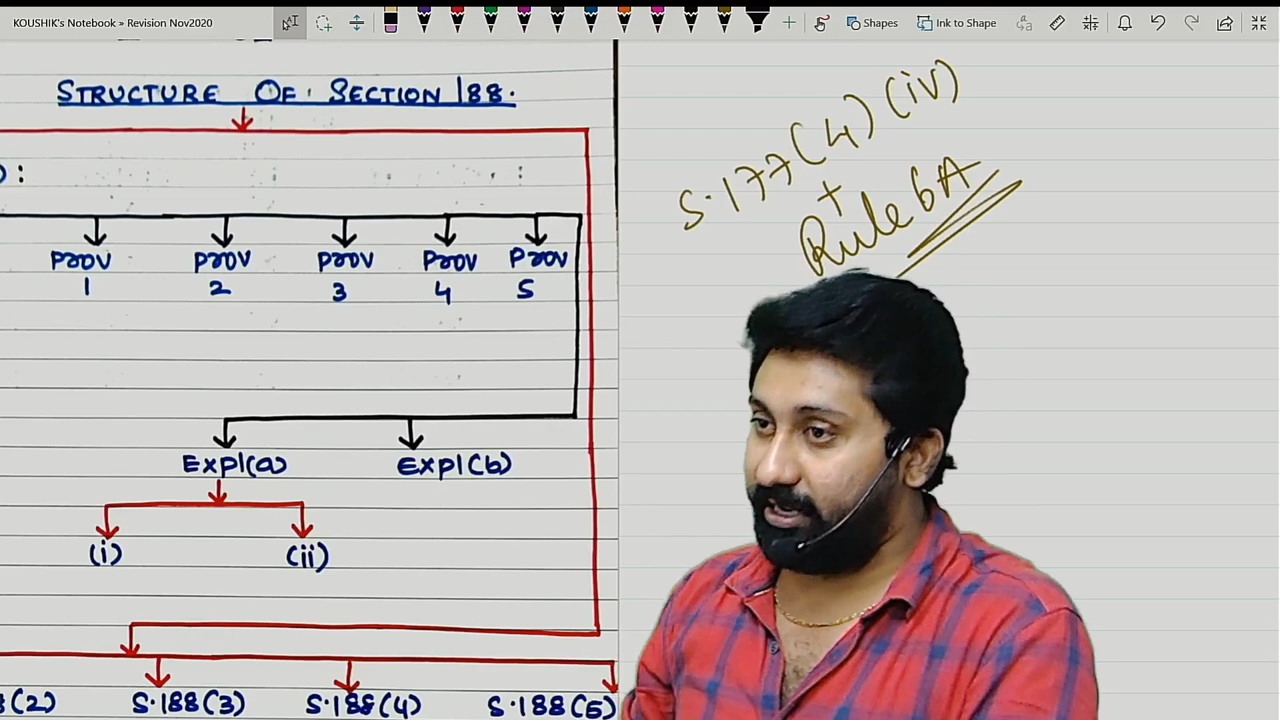 KOUSHIK's Notebook » Revision Nov2020
Shapes
Ink to Shape
STRUCTURE OF SECTION 188.
:
PROV 1
PROV 2
PROV 3
PROV 4
PROV 5
Expl(a)
Expl(b)
(i)
(ii)
(2)
S.188(3)
S.188(4)
S.188(5)
S.177(4)(iv)
+
Rule 6A